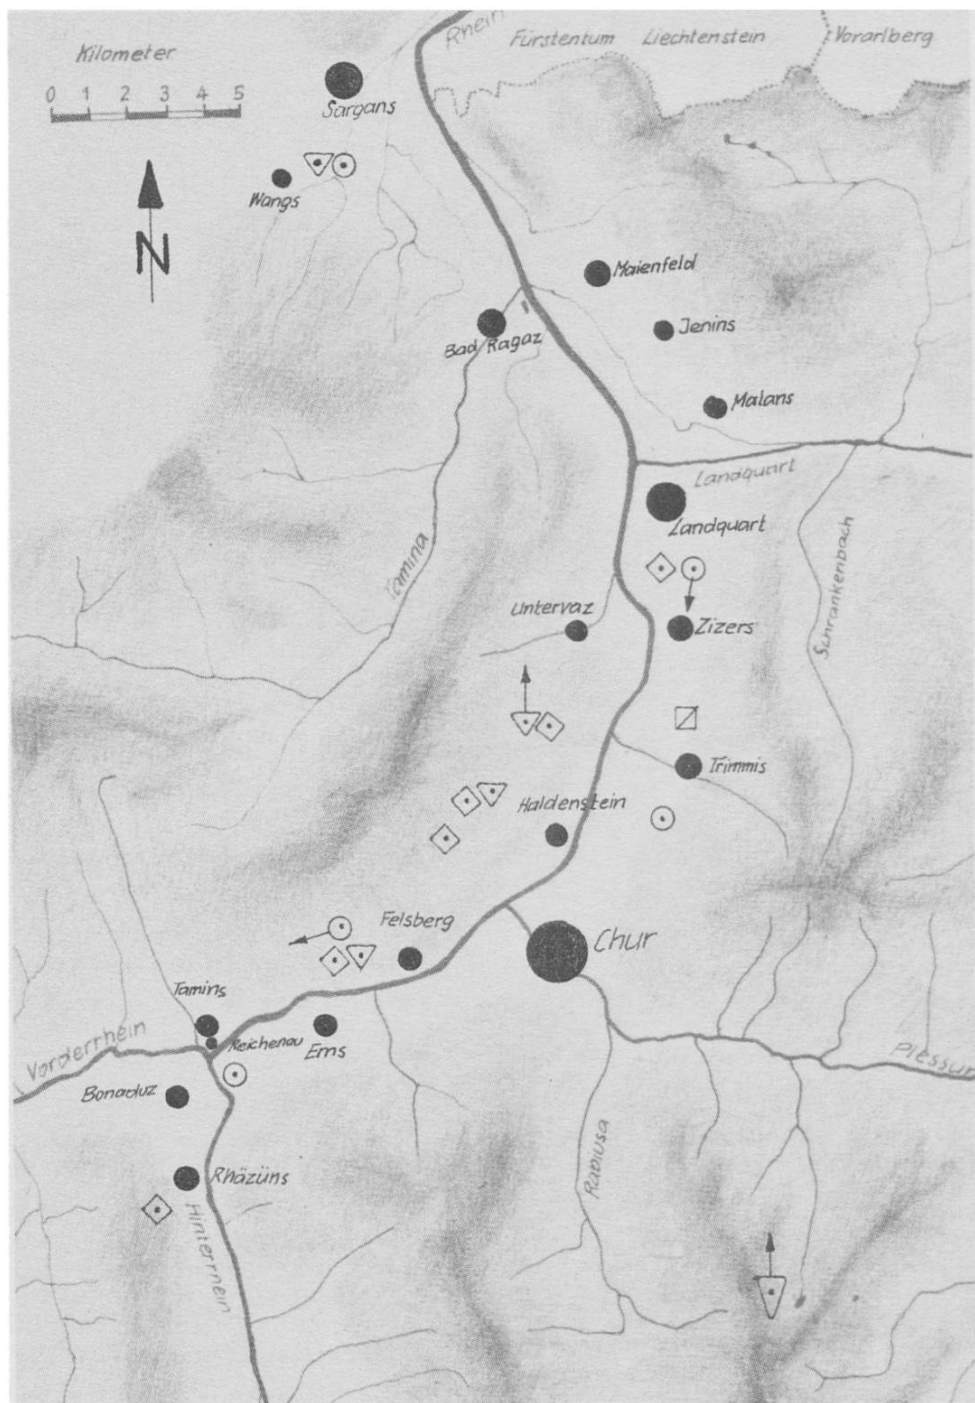 Rhein
Fürstentum Liechtenstein
Vorarlberg
Kilometer
0 1 2 3 4 5
Sargans
Wangs
N
Maienfeld
Jenins
Bad Ragaz
Malans
Landquart
Landquart
Tamina
Schrankenbach
Untervaz
Zizers
Trimmis
Haldenstein
Felsberg
Chur
Tamins
Vorderrhein
Reichenau
Ems
Plessur
Bonaduz
Rabiusa
Rhäzüns
Hinterrhein